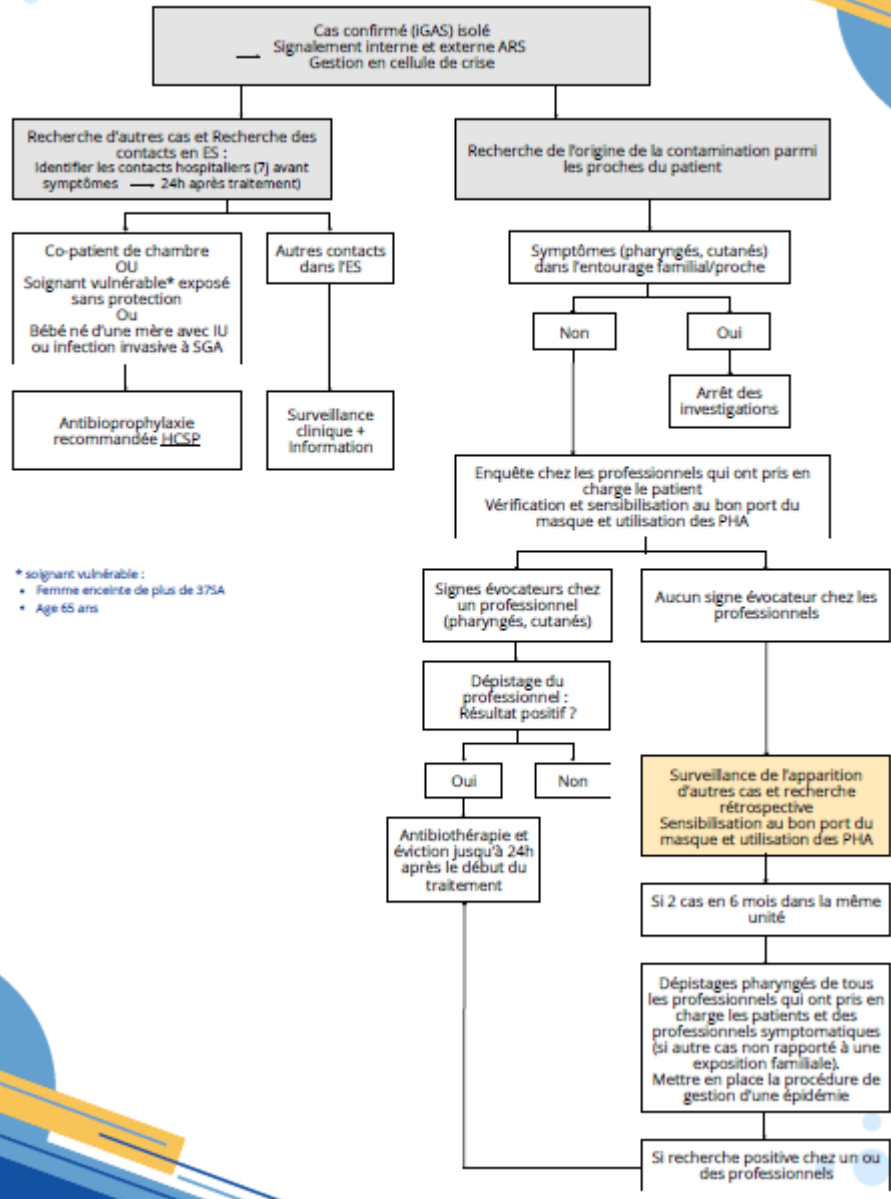 Cas confirmé (iGAS) isolé
Signalement interne et externe ARS
Gestion en cellule de crise
Recherche d'autres cas et Recherche des
contacts en ES :
Identifier les contacts hospitaliers (7j avant
symptômes → 24h après traitement)
Recherche de l'origine de la contamination parmi
les proches du patient
Co-patient de chambre
OU
Soignant vulnérable* exposé
sans protection
Ou
Bébé né d'une mère avec IU
ou infection invasive à SGA
Autres contacts
dans l'ES
Symptômes (pharyngés, cutanés)
dans l'entourage familial/proche
Non
Oui
Antibioprophylaxie
recommandée HCSP
Surveillance
clinique +
Information
Arrêt des
investigations
Enquête chez les professionnels qui ont pris en
charge le patient
Vérification et sensibilisation au bon port du
masque et utilisation des PHA
* soignant vulnérable :
• Femme enceinte de plus de 37SA
• Age 65 ans
Signes évocateurs chez
un professionnel
(pharyngés, cutanés)
Aucun signe évocateur chez les
professionnels
Dépistage du
professionnel :
Résultat positif ?
Oui
Non
Surveillance de l'apparition
d'autres cas et recherche
rétrospective
Sensibilisation au bon port du
masque et utilisation des PHA
Antibiothérapie et
éviction jusqu'à 24h
après le début du
traitement
Si 2 cas en 6 mois dans la même
unité
Dépistages pharyngés de tous
les professionnels qui ont pris en
charge les patients et des
professionnels symptomatiques
(si autre cas non rapporté à une
exposition familiale).
Mettre en place la procédure de
gestion d'une épidémie
Si recherche positive chez un ou
des professionnels